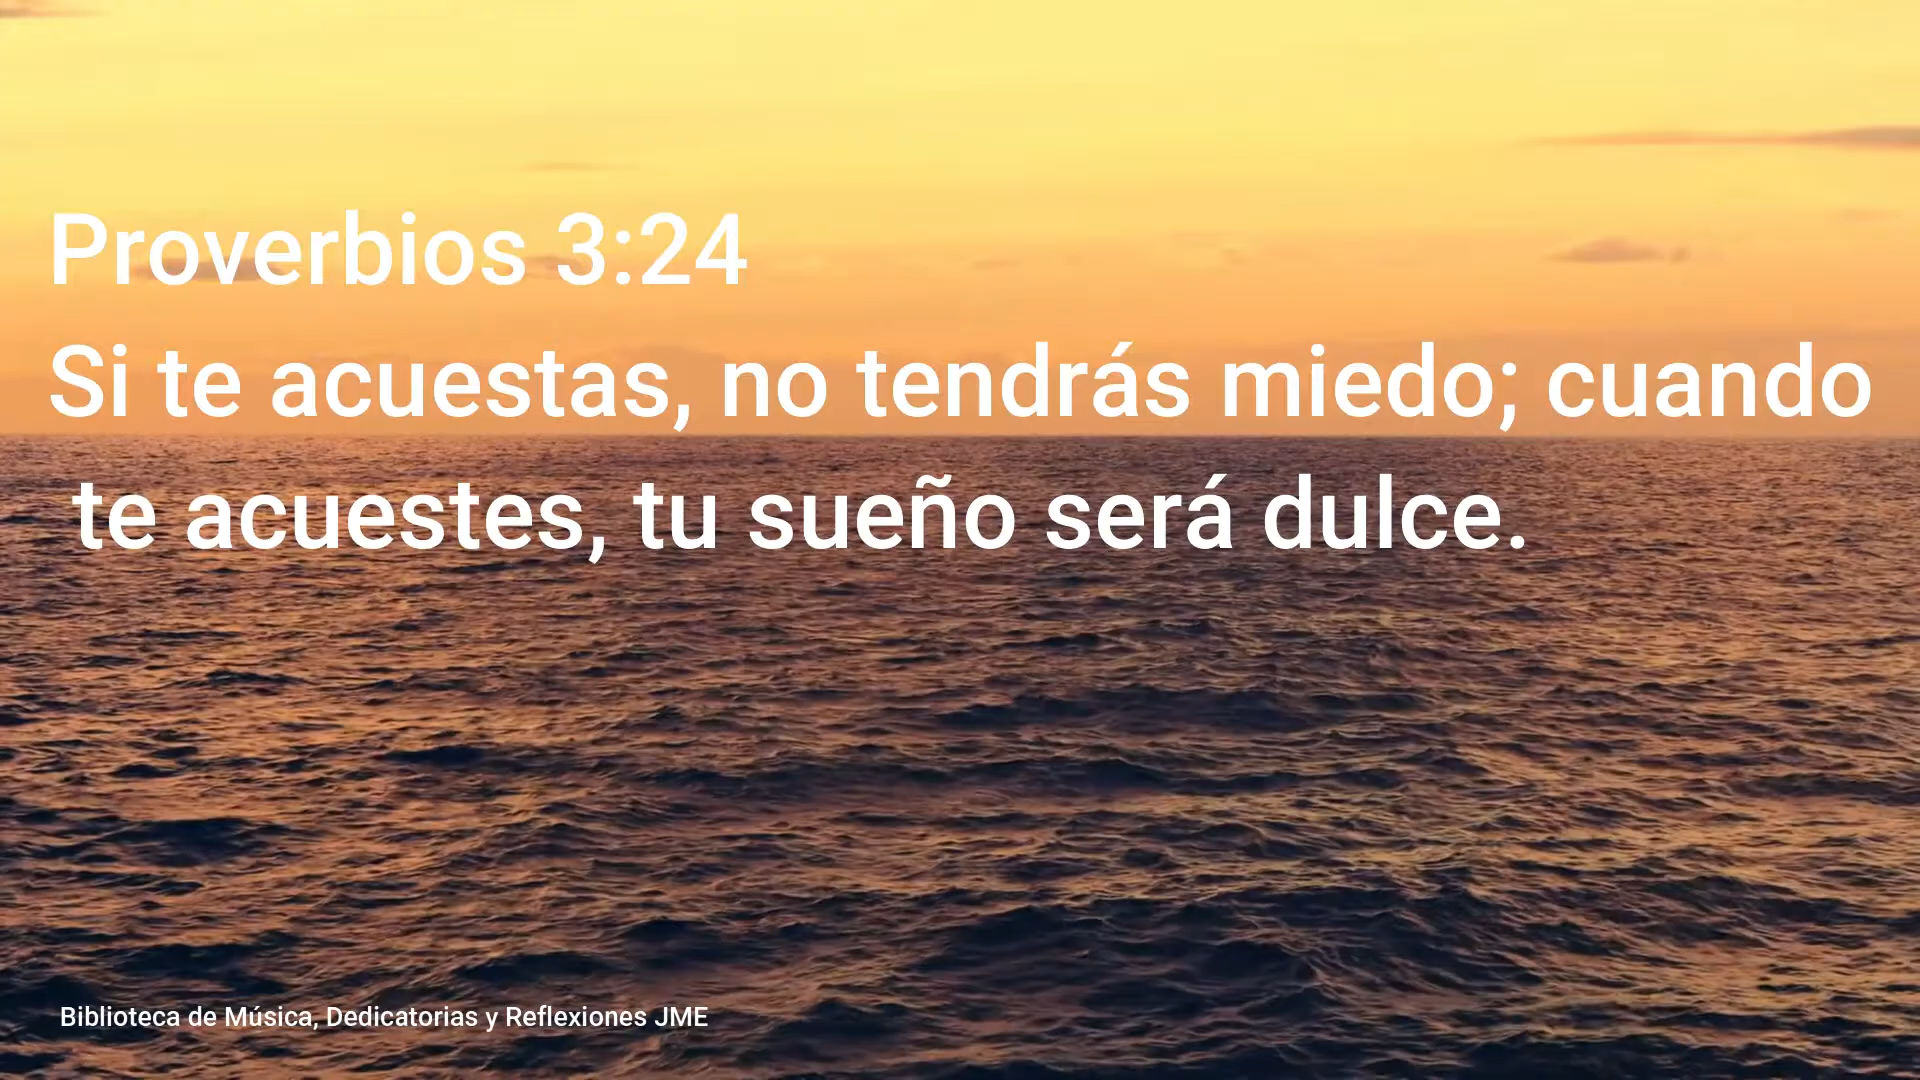 Proverbios 3:24
Si te acuestas, no tendrás miedo; cuando
te acuestes, tu sueño será dulce.
Biblioteca de Música, Dedicatorias y Reflexiones JME